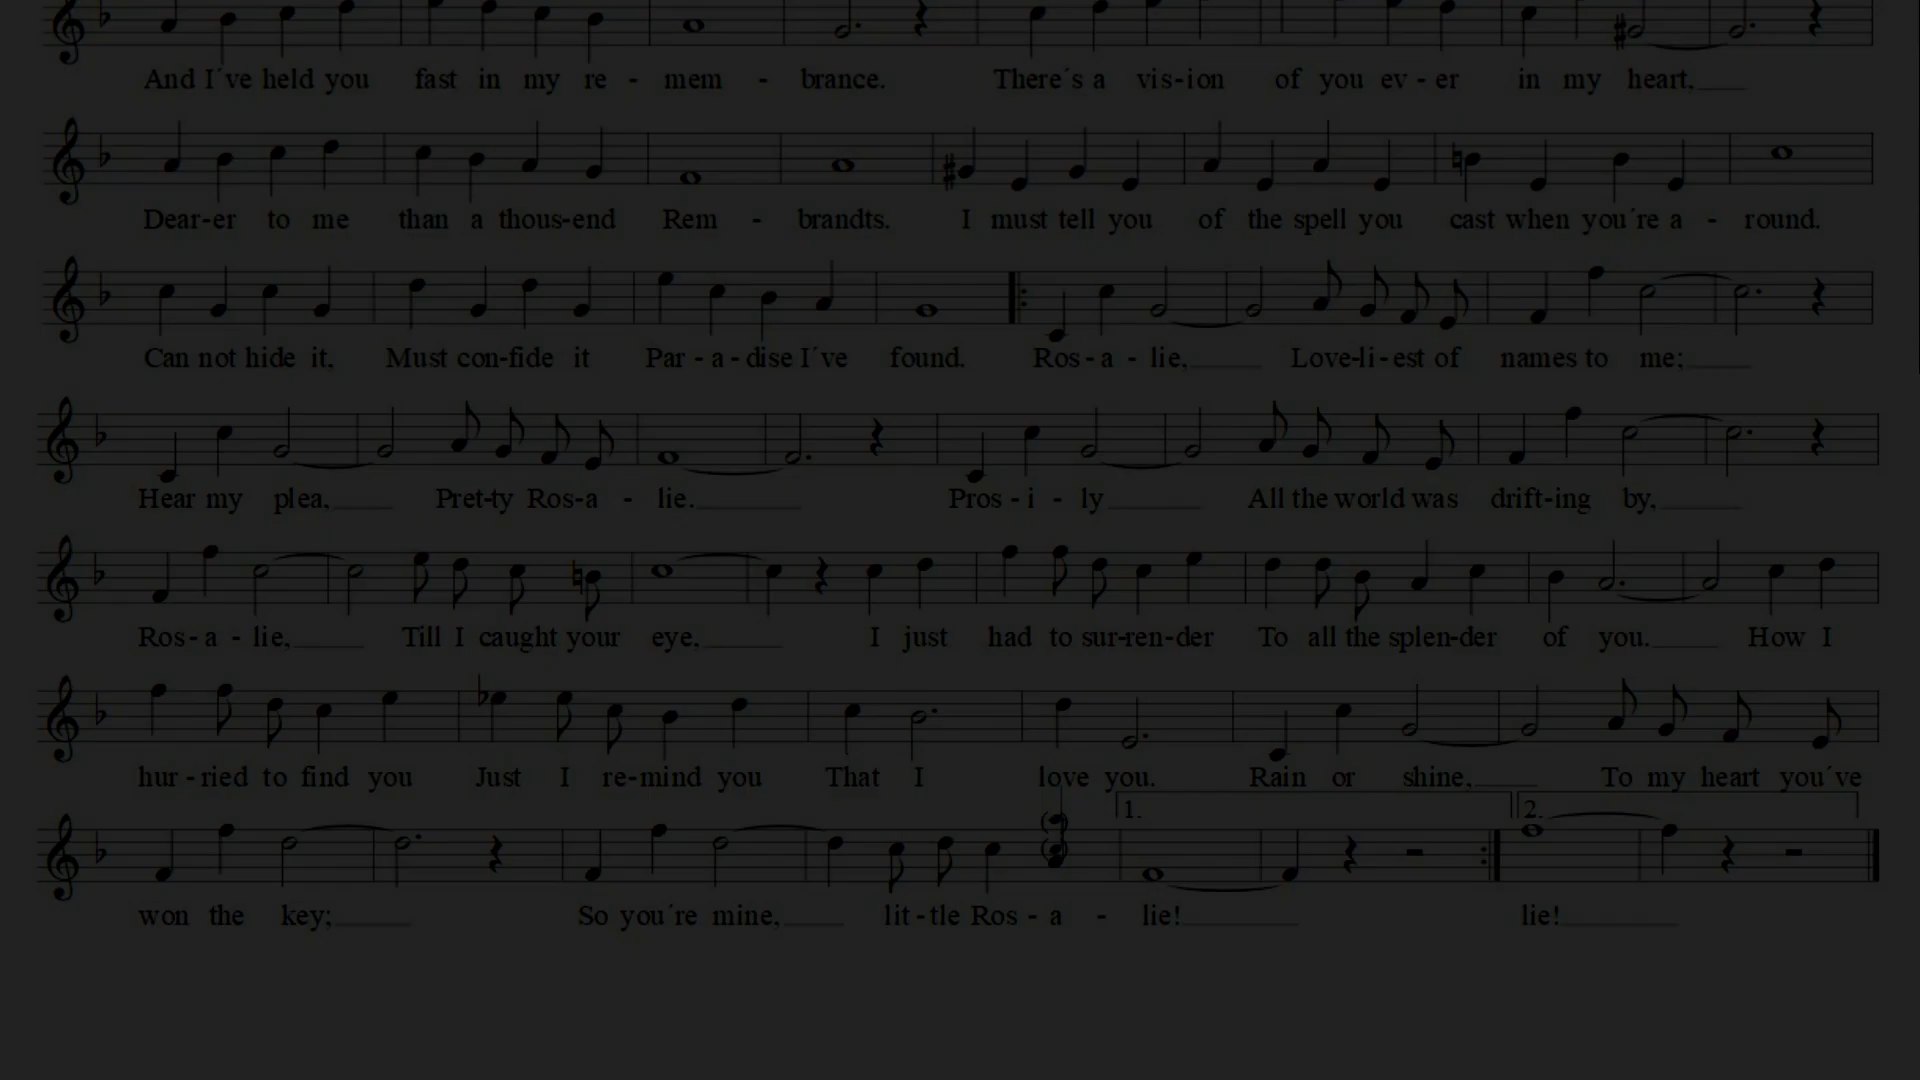 And I´ve held you fast in my re - mem - brance. There´s a vis-ion of you ev - er in my heart,
Dear-er to me than a thous-end Rem - brandts. I must tell you of the spell you cast when you´re a - round.
Can not hide it, Must con-fide it Par - a - dise I´ve found. Ros - a - lie, Love-li-est of names to me;
Hear my plea, Pret-ty Ros-a - lie. Pros - i - ly All the world was drift-ing by,
Ros - a - lie, Till I caught your eye, I just had to sur-ren-der To all the splen-der of you. How I
hur - ried to find you Just I re-mind you That I love you. Rain or shine, To my heart you´ve
1. 2.
won the key; So you´re mine, lit - tle Ros - a - lie! lie!